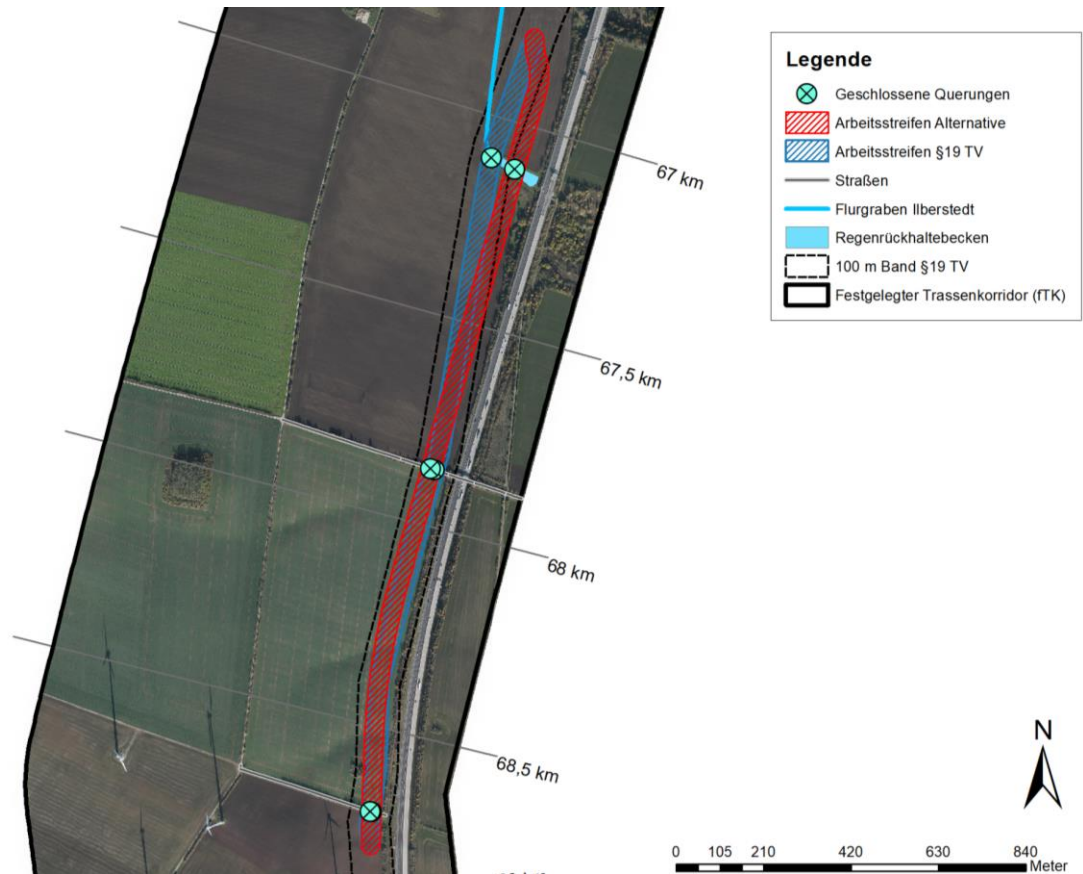 Legende
Geschlossene Querungen
Arbeitsstreifen Alternative
Arbeitsstreifen §19 TV
Straßen
Flurgraben Ilberstedt
Regenrückhaltebecken
100 m Band §19 TV
Festgelegter Trassenkorridor (fTK)
67 km
67,5 km
68 km
68,5 km
N
0 105 210 420 630 840
Meter